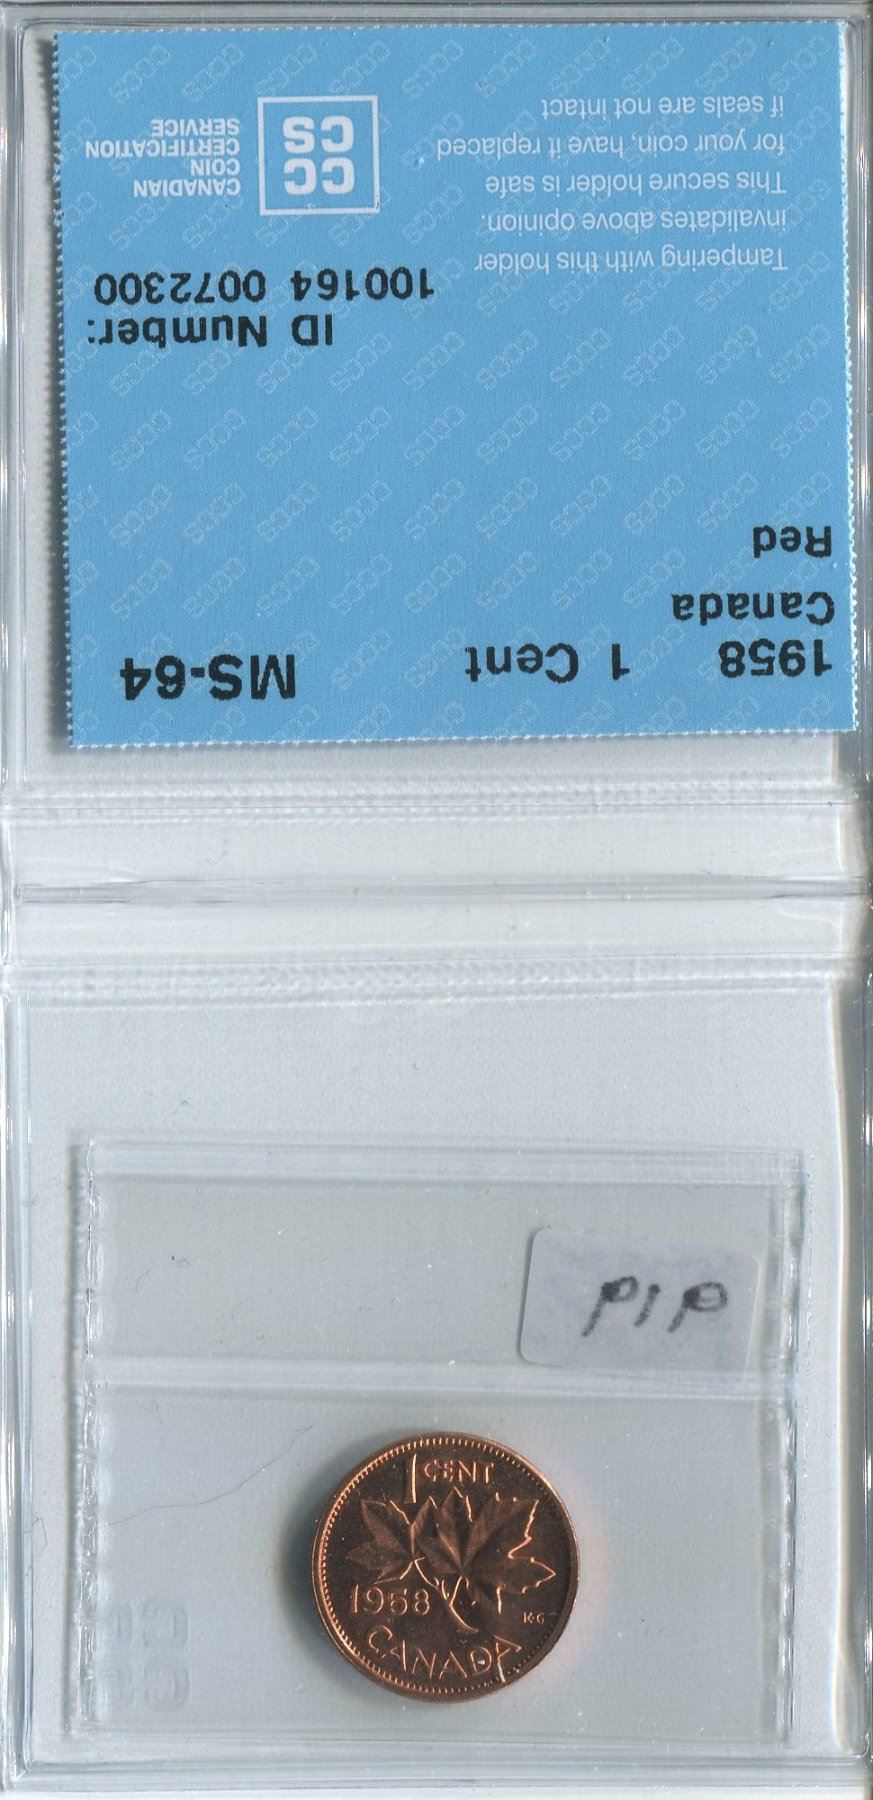 1958 1 Cent MS-64
Canada
Red
ID Number:
100164 0072300
Tampering with this holder
invalidates above opinion.
This secure holder is safe
for your coin, have it replaced
if seals are not intact
CC
CS
CANADIAN
COIN
CERTIFICATION
SERVICE
1 CENT
1958
K·G
CANADA